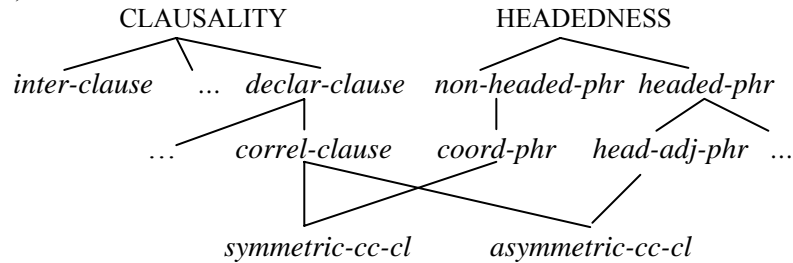 CLAUSALITY HEADEDNESS
inter-clause ... declar-clause non-headed-phr headed-phr
... correl-clause coord-phr head-adj-phr ...
symmetric-cc-cl asymmetric-cc-cl